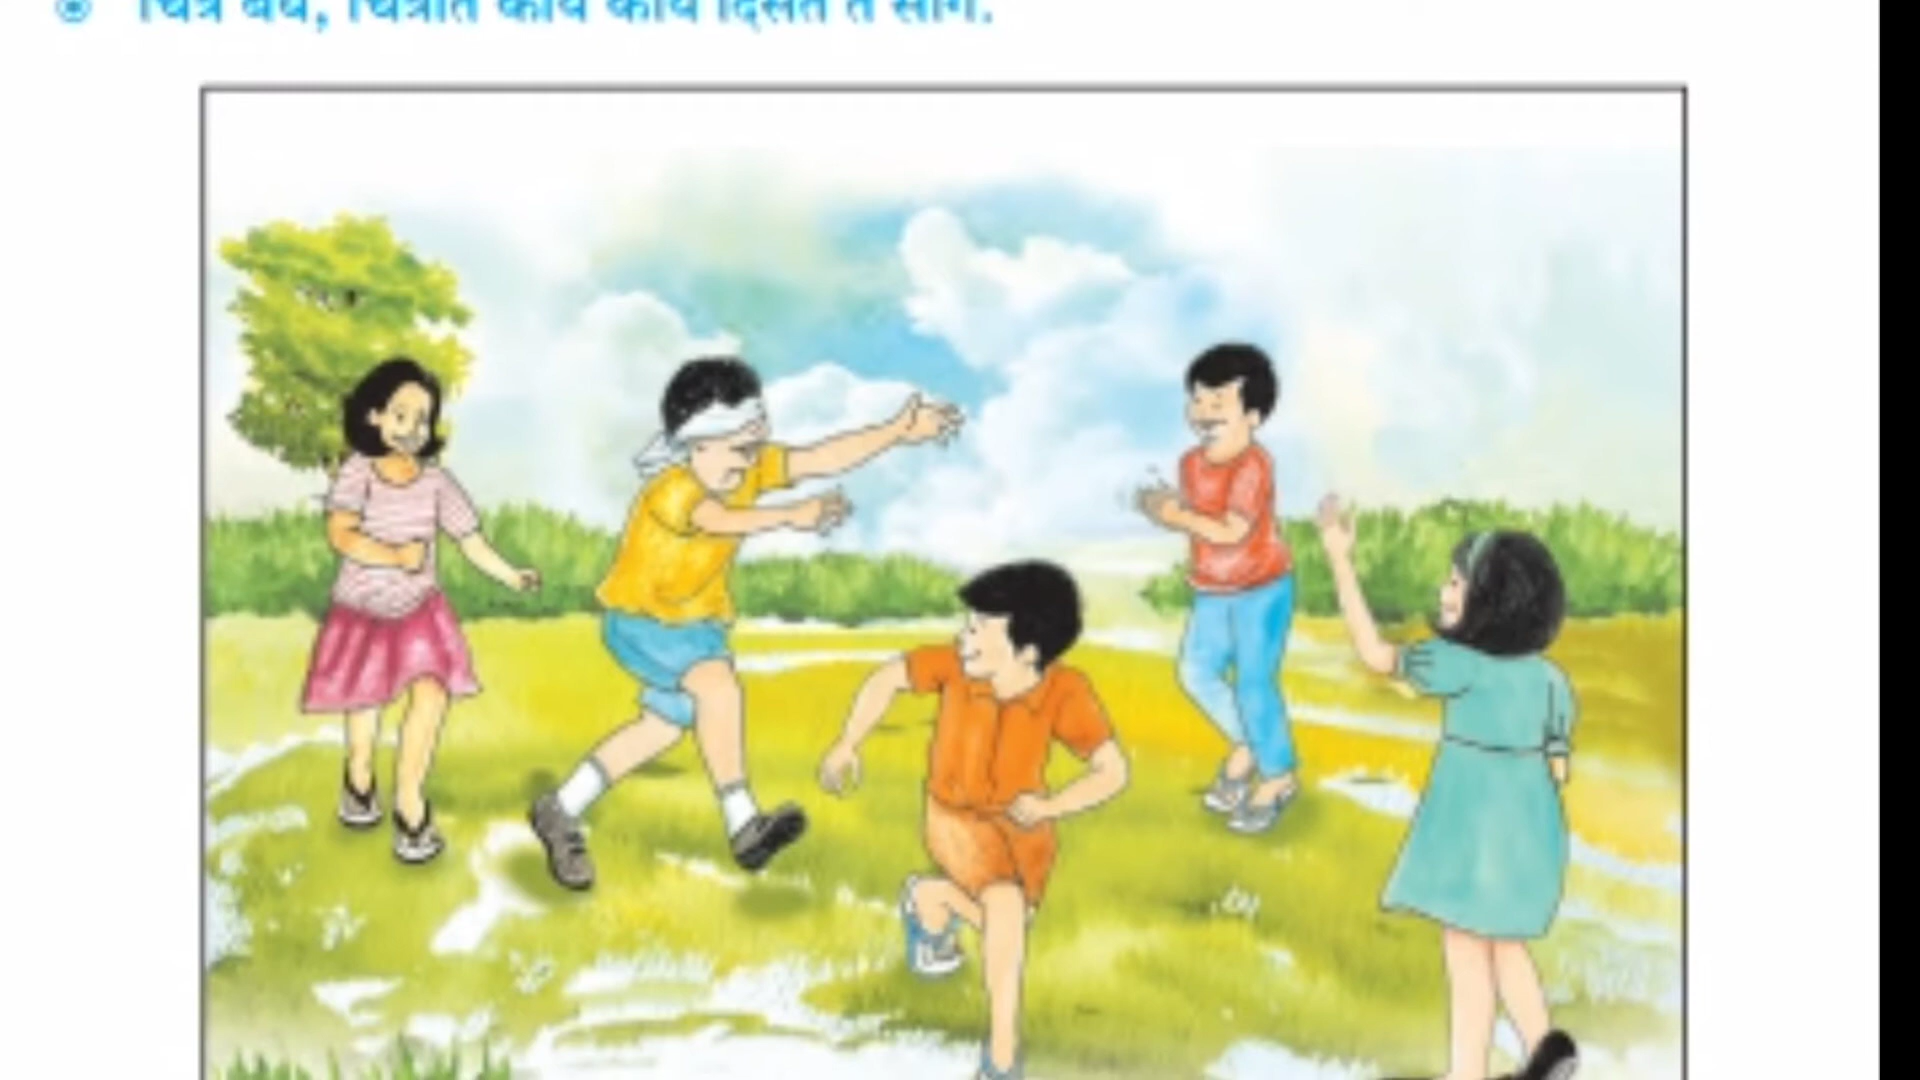 चित्र बघ, चित्रात काय काय दिसते ते सांग.